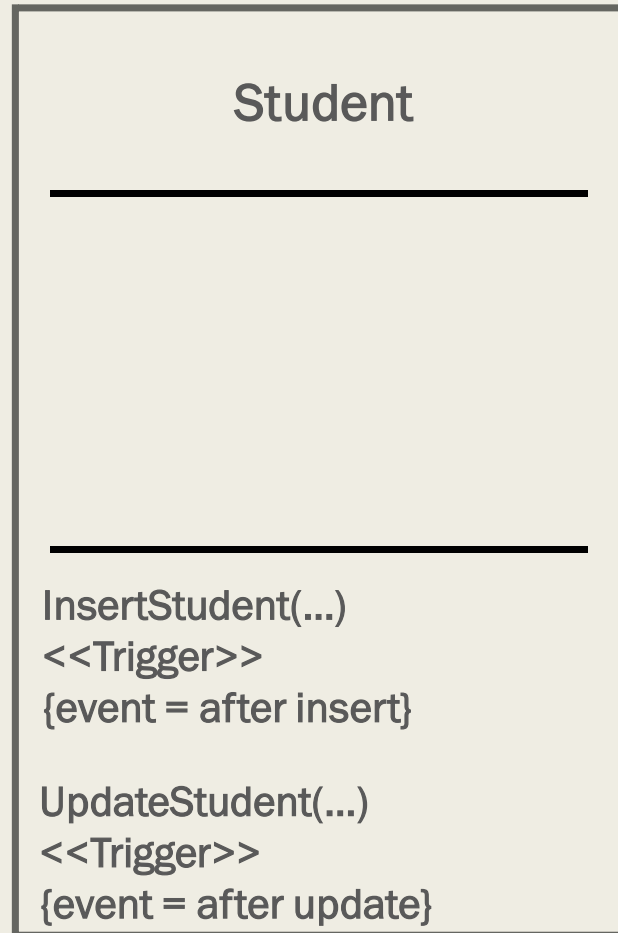 Student
InsertStudent(...)
<<Trigger>>
{event = after insert}
UpdateStudent(...)
<<Trigger>>
{event = after update}